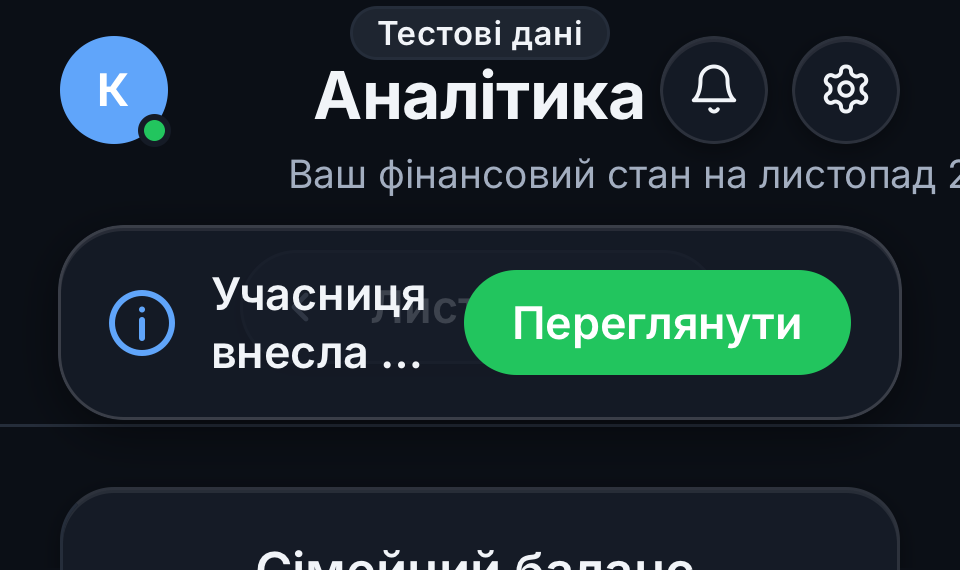 Тестові дані
К
Аналітика
Ваш фінансовий стан на листопад 2
Учасниця
внесла ...
Переглянути
Сімейний баланс